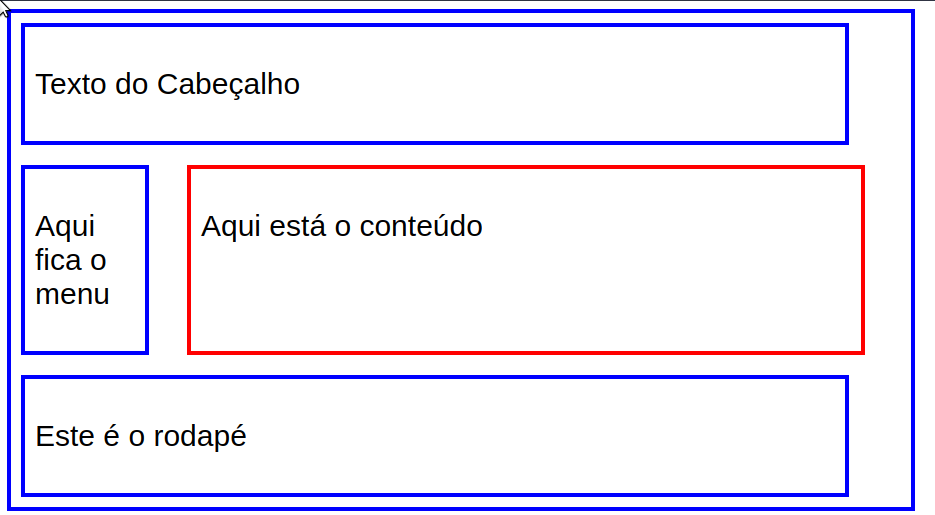 Texto do Cabeçalho
Aqui
fica o
menu
Aqui está o conteúdo
Este é o rodapé